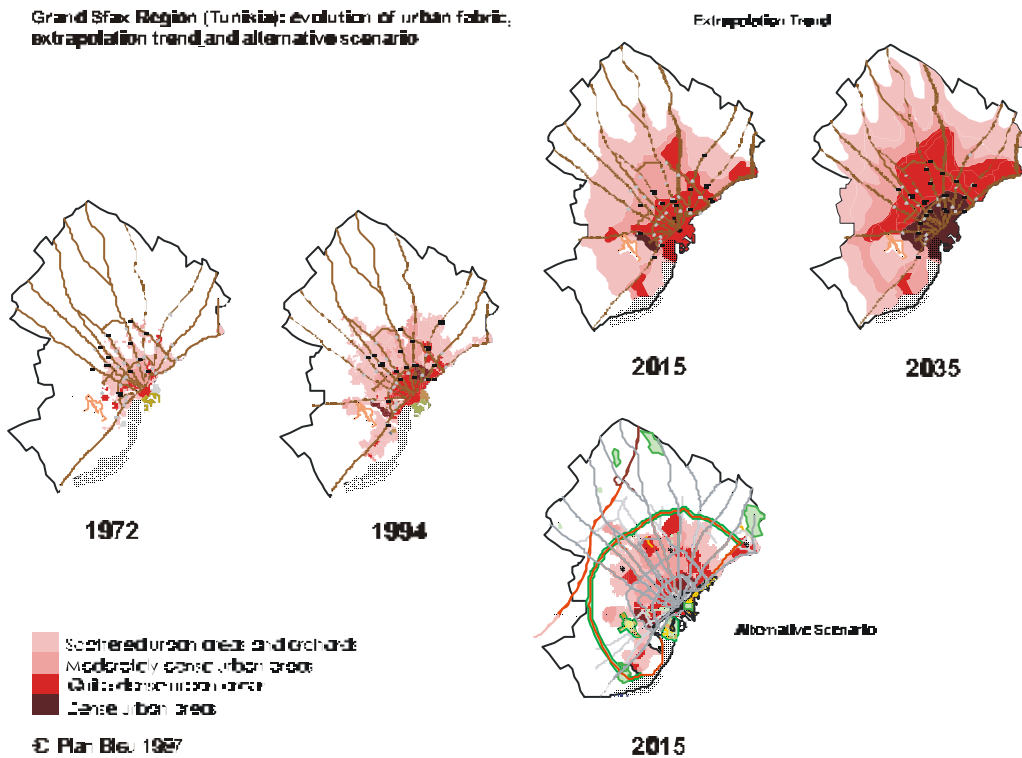 Grand Sfax Region (Tunisia): evolution of urban fabric,
extrapolation trend and alternative scenario
Extrapolation Trend
2015
2035
1972
1994
Alternative Scenario
2015
Scattered urban areas and orchards
Moderately dense urban areas
Quite dense urban areas
Dense urban areas
© Plan Bleu 1997